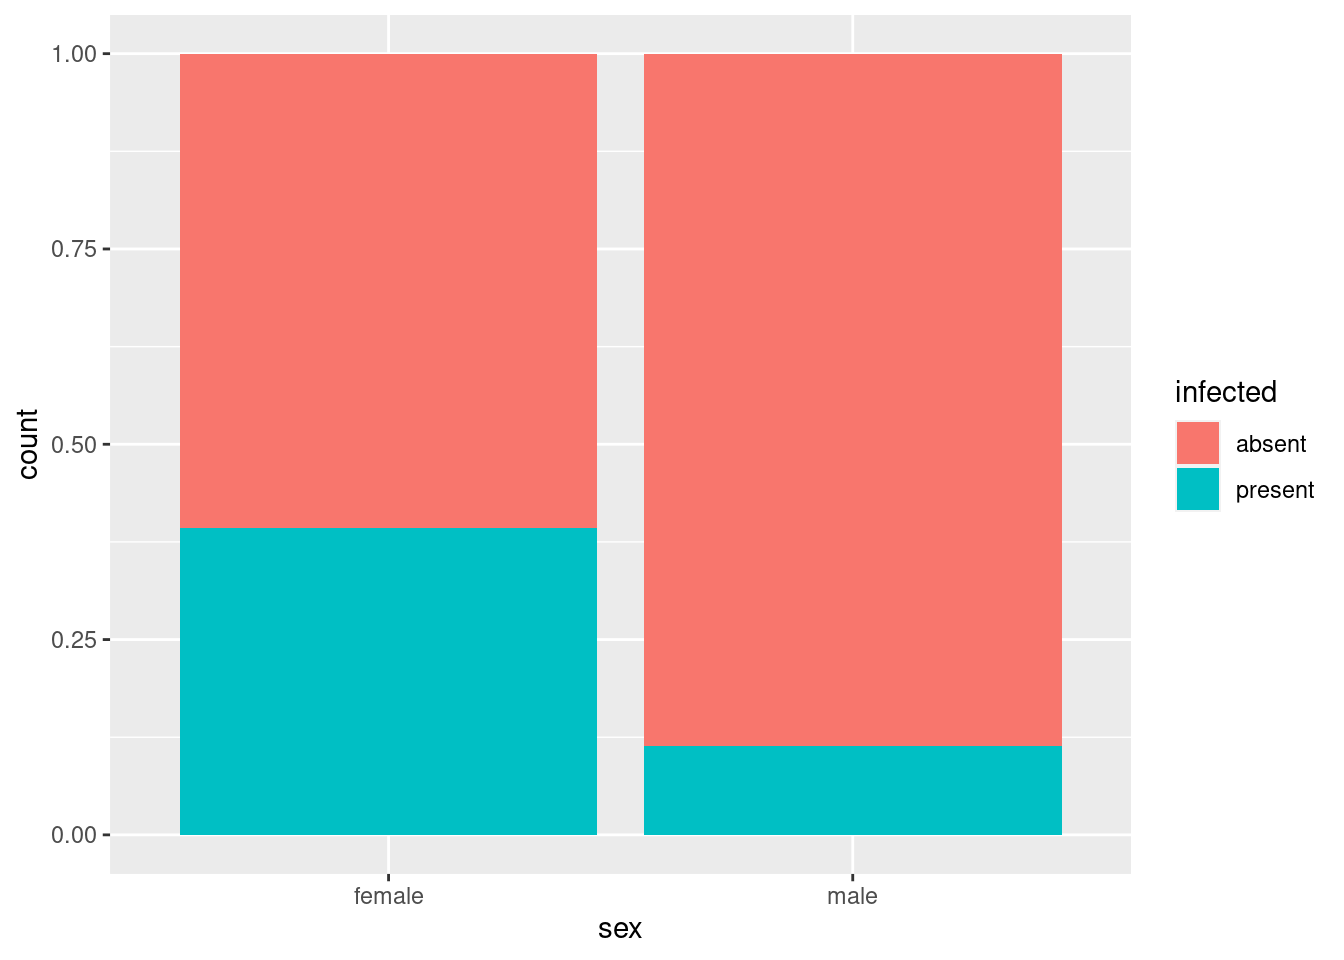 1.00
0.75
0.50
0.25
0.00
count
female
male
sex
infected
absent
present